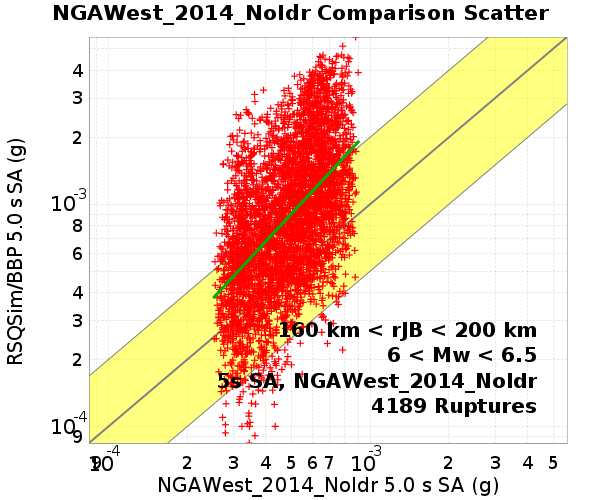 NGAWest_2014_NoIdr Comparison Scatter
RSQSim/BBP 5.0 s SA (g)
4
3
2
10-3
8
6
4
3
2
10-4
9
8
160 km < rJB < 200 km
6 < Mw < 6.5
5s SA, NGAWest_2014_NoIdr
4189 Ruptures
9 10-4 2 3 4 5 6 7 10-3 2 3 4 5
NGAWest_2014_NoIdr 5.0 s SA (g)